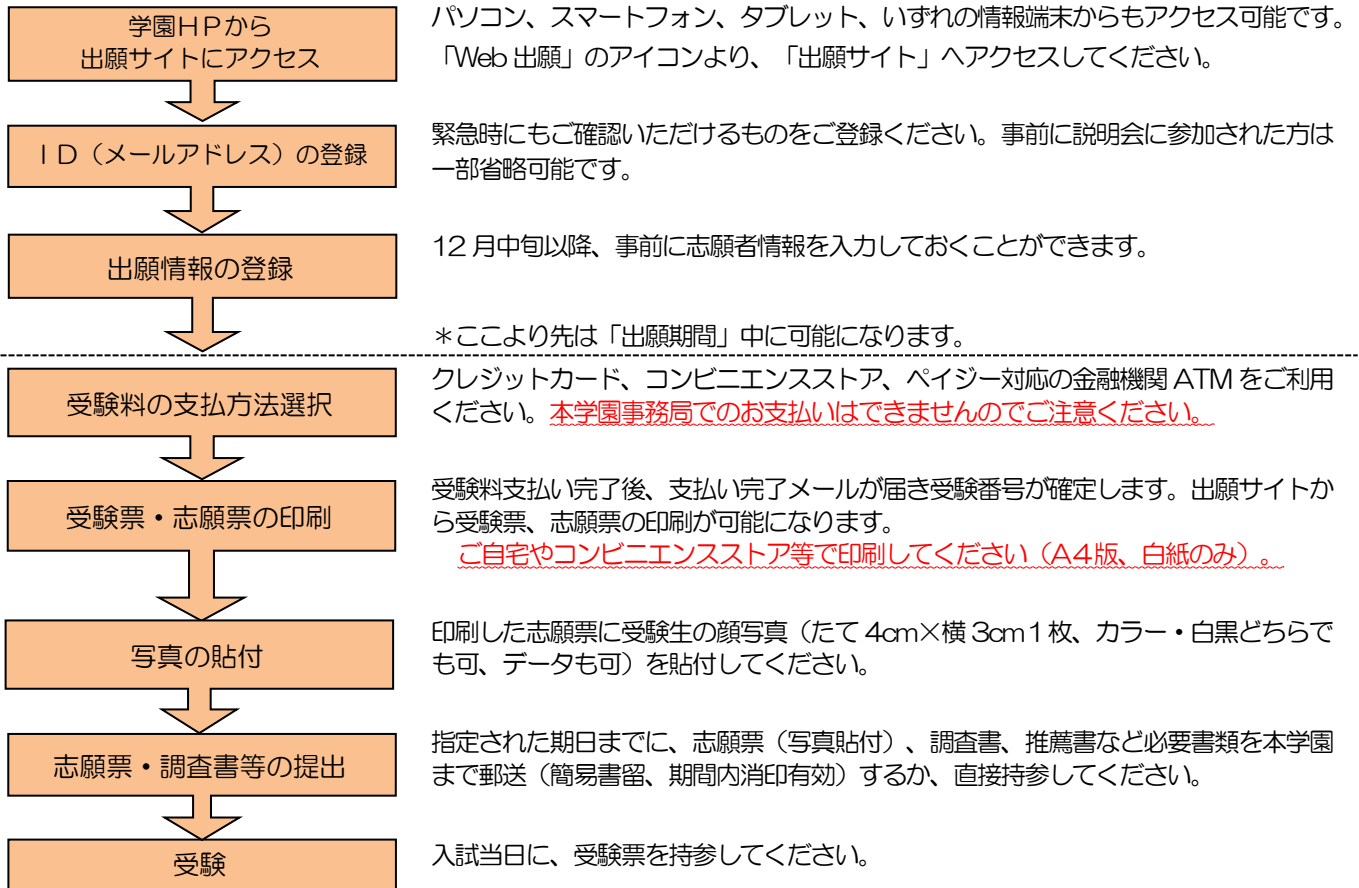 学園HPから
出願サイトにアクセス
パソコン、スマートフォン、タブレット、いずれの情報端末からもアクセス可能です。
「Web 出願」のアイコンより、「出願サイト」へアクセスしてください。
ID（メールアドレス）の登録
緊急時にもご確認いただけるものをご登録ください。事前に説明会に参加された方は
一部省略可能です。
出願情報の登録
12 月中旬以降、事前に志願者情報を入力しておくことができます。
＊ここより先は「出願期間」中に可能になります。
受験料の支払方法選択
クレジットカード、コンビニエンスストア、ペイジー対応の金融機関 ATM をご利用
ください。本学園事務局でのお支払いはできませんのでご注意ください。
受験票・志願票の印刷
受験料支払い完了後、支払い完了メールが届き受験番号が確定します。出願サイトか
ら受験票、志願票の印刷が可能になります。
ご自宅やコンビニエンスストア等で印刷してください（A4版、白紙のみ）。
写真の貼付
印刷した志願票に受験生の顔写真（たて 4cm×横 3cm 1 枚、カラー・白黒どちらで
も可、データも可）を貼付してください。
志願票・調査書等の提出
指定された期日までに、志願票（写真貼付）、調査書、推薦書など必要書類を本学園
まで郵送（簡易書留、期間内消印有効）するか、直接持参してください。
受験
入試当日に、受験票を持参してください。